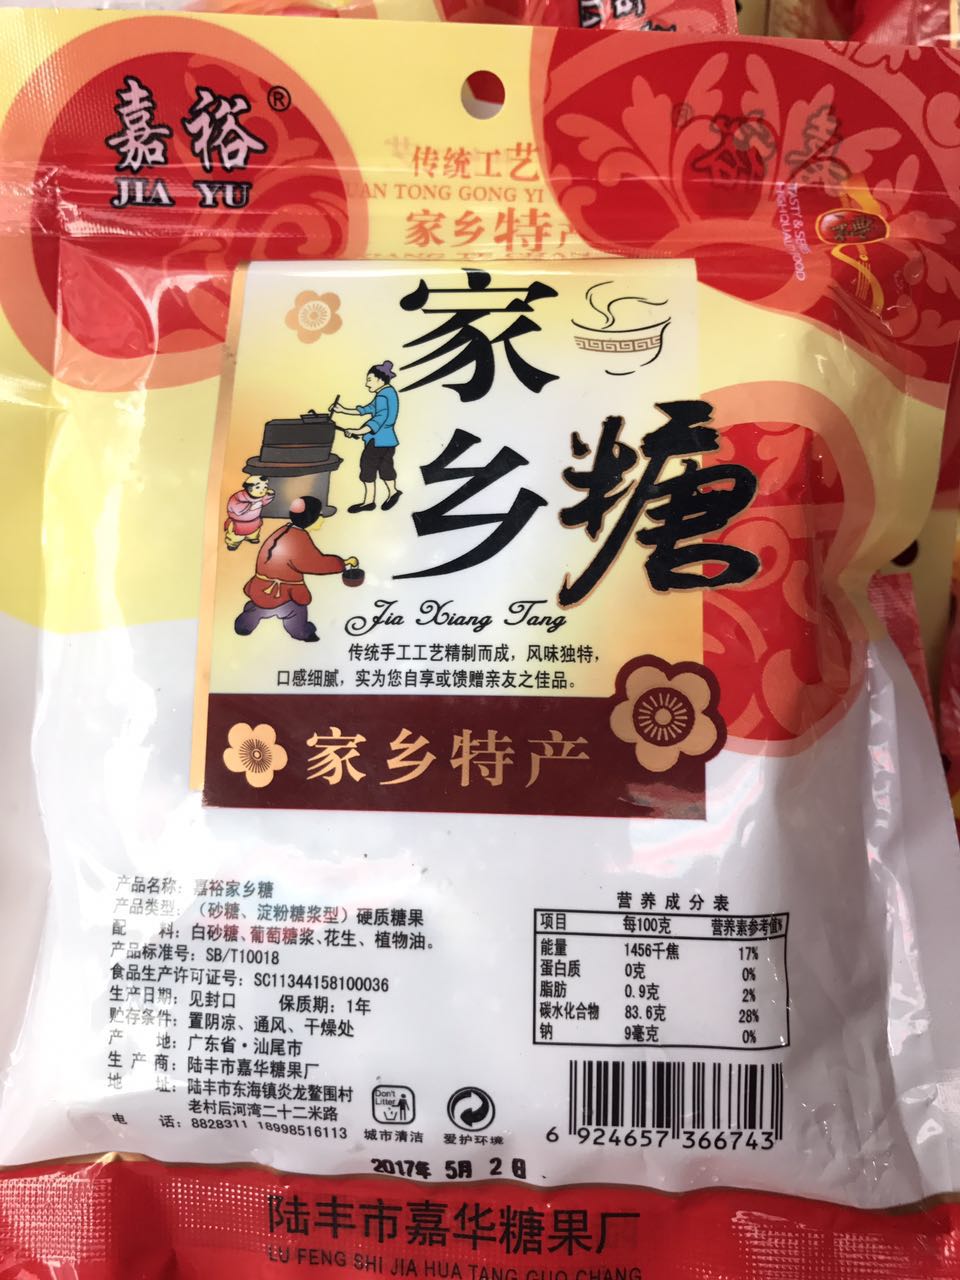 嘉裕®
JIA YU
传统工艺
UAN TONG GONG YI
家乡特产
TASTY & SEE
HIGHQUALI FOOD
家乡糖
Jia Xiang Tang
传统手工工艺精制而成，风味独特，
口感细腻，实为您自享或馈赠亲友之佳品。
家乡特产
产品名称：嘉裕家乡糖
产品类型：（砂糖、淀粉糖浆型）硬质糖果
配 料：白砂糖、葡萄糖浆、花生、植物油。
产品标准号：SB/T10018
食品生产许可证号：SC11344158100036
生产日期：见封口 保质期：1年
贮存条件：置阴凉、通风、干燥处
产 地：广东省·汕尾市
生 产 商：陆丰市嘉华糖果厂
地 址：陆丰市东海镇炎龙鳌围村
老村后河湾二十二米路
电 话：8828311 18998516113
营养成分表
项目 每100克 营养素参考值%
能量 1456千焦 17%
蛋白质 0克 0%
脂肪 0.9克 2%
碳水化合物 83.6克 28%
钠 9毫克 0%
Don't
Litter
城市清洁 爱护环境
6 924657 366743
2017年 5月 2日
陆丰市嘉华糖果厂
LU FENG SHI JIA HUA TANG GUO CHANG